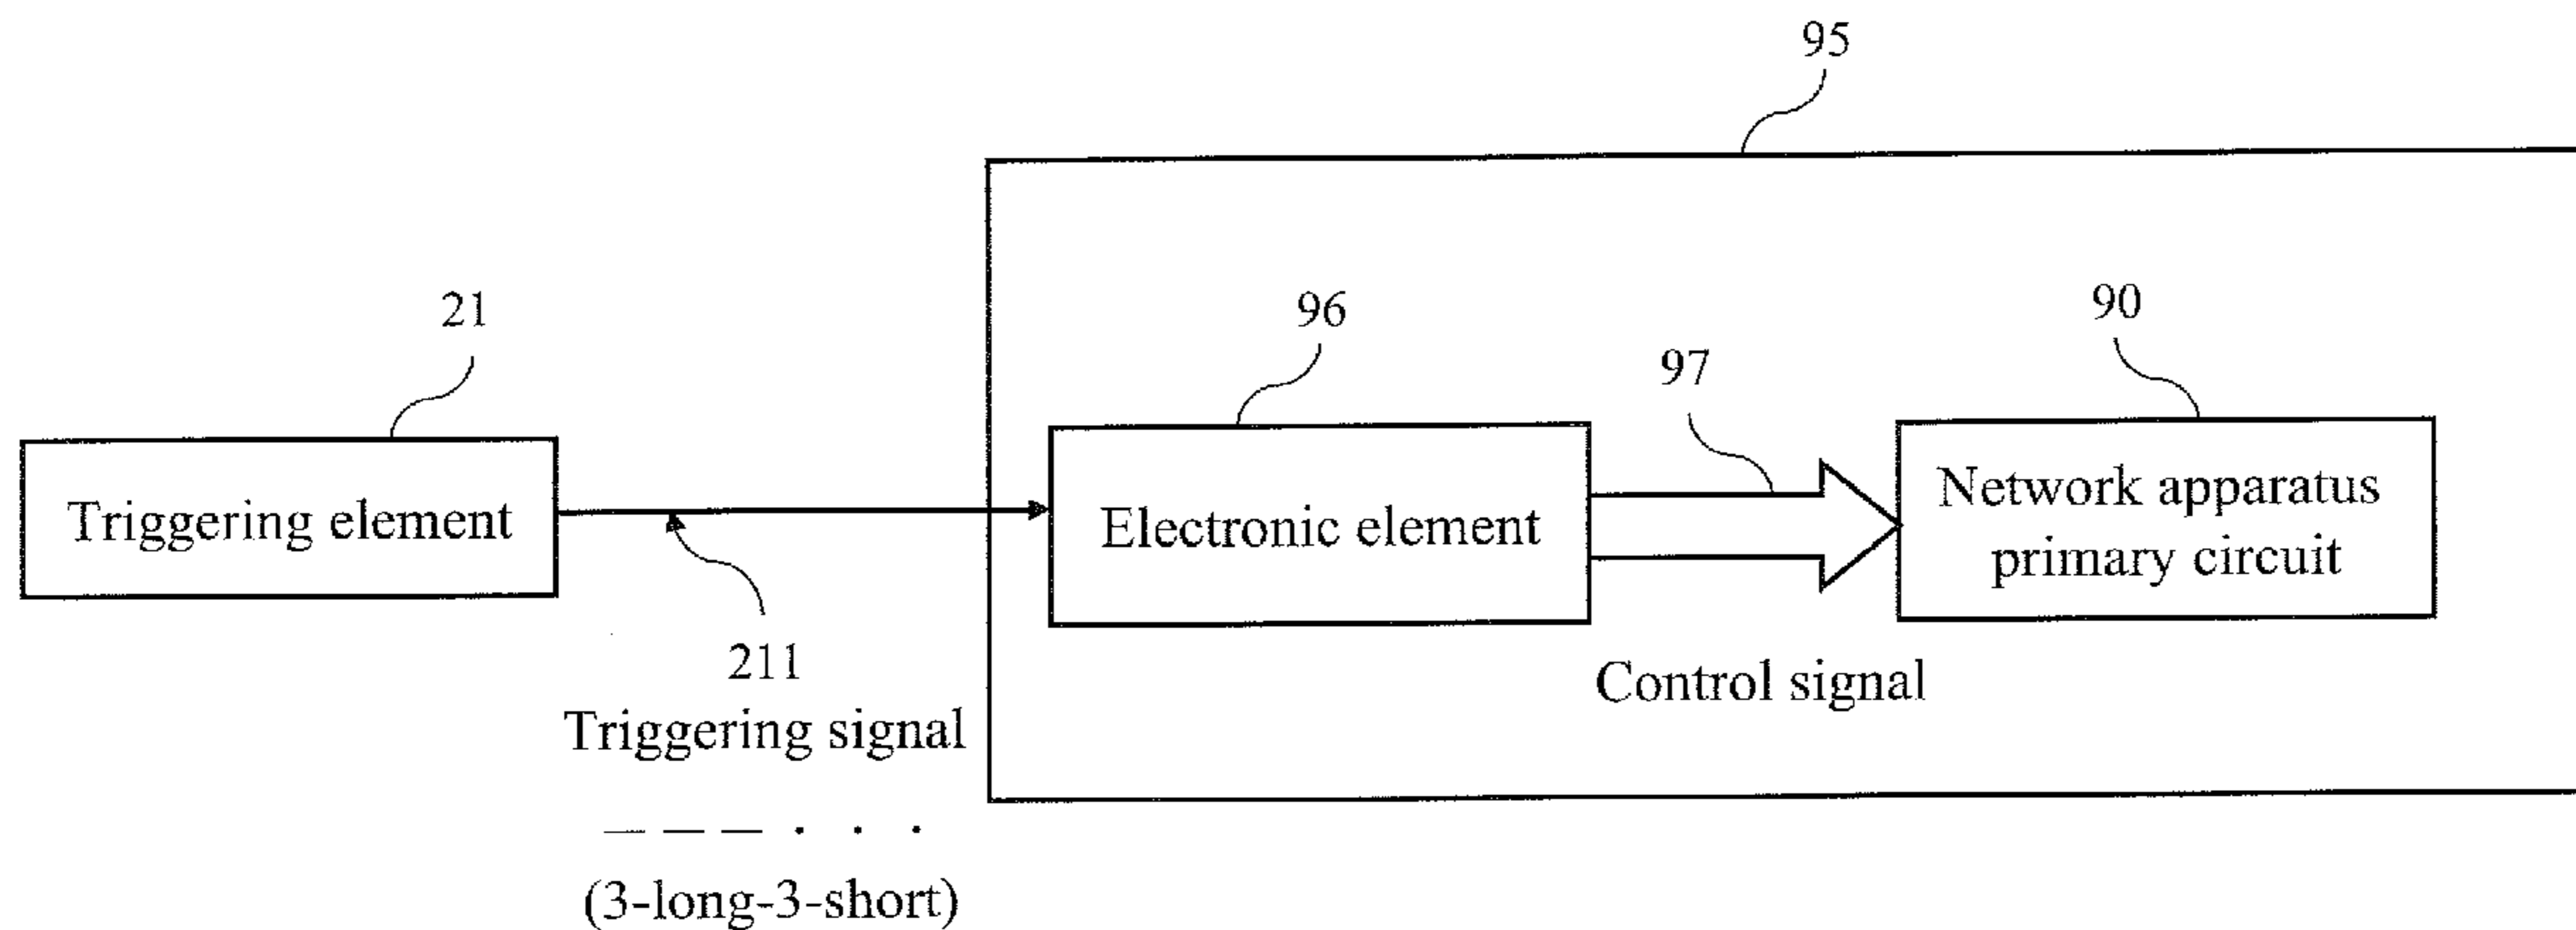 95
21
96
90
97
Triggering element
Electronic element
Network apparatus
primary circuit
211
Triggering signal
Control signal
— — — · · ·
(3-long-3-short)